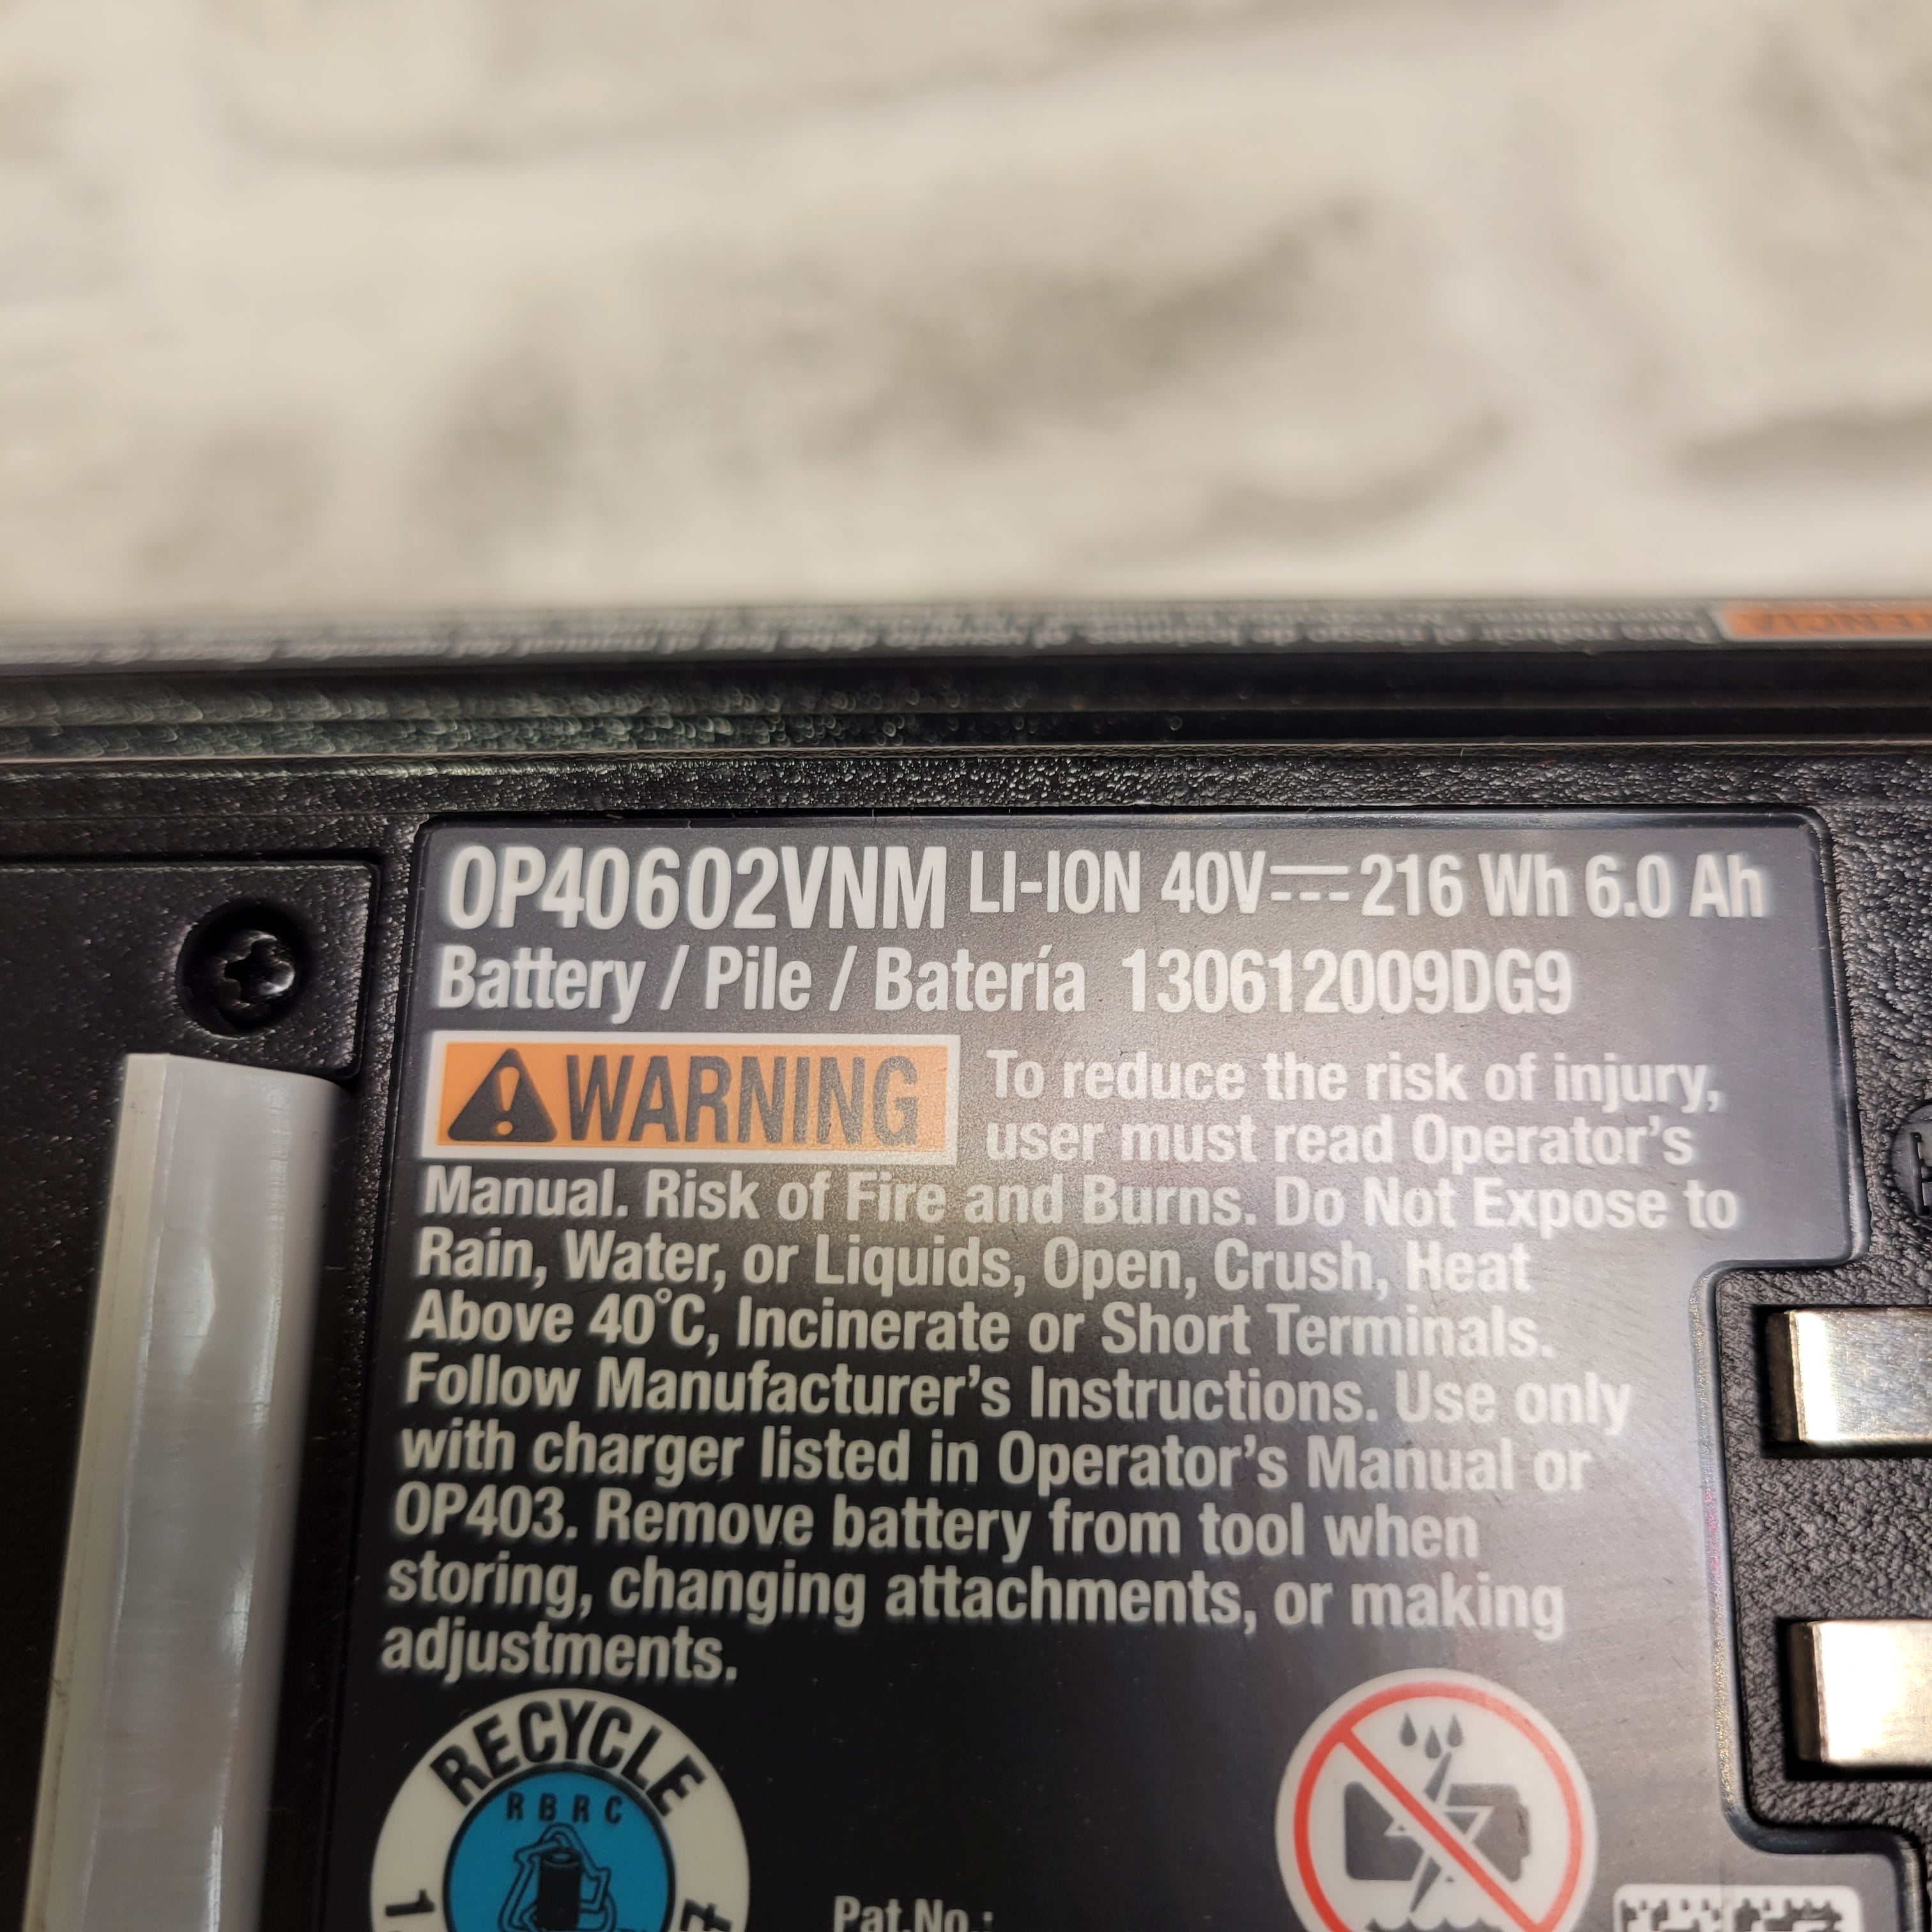 OP40602VNM LI-ION 40V⎓216 Wh 6.0 Ah
Battery / Pile / Batería 130612009DG9
WARNING To reduce the risk of injury,
user must read Operator's
Manual. Risk of Fire and Burns. Do Not Expose to
Rain, Water, or Liquids, Open, Crush, Heat
Above 40°C, Incinerate or Short Terminals.
Follow Manufacturer's Instructions. Use only
with charger listed in Operator's Manual or
OP403. Remove battery from tool when
storing, changing attachments, or making
adjustments.
RECYCLE
RBRC
Pat.No.: